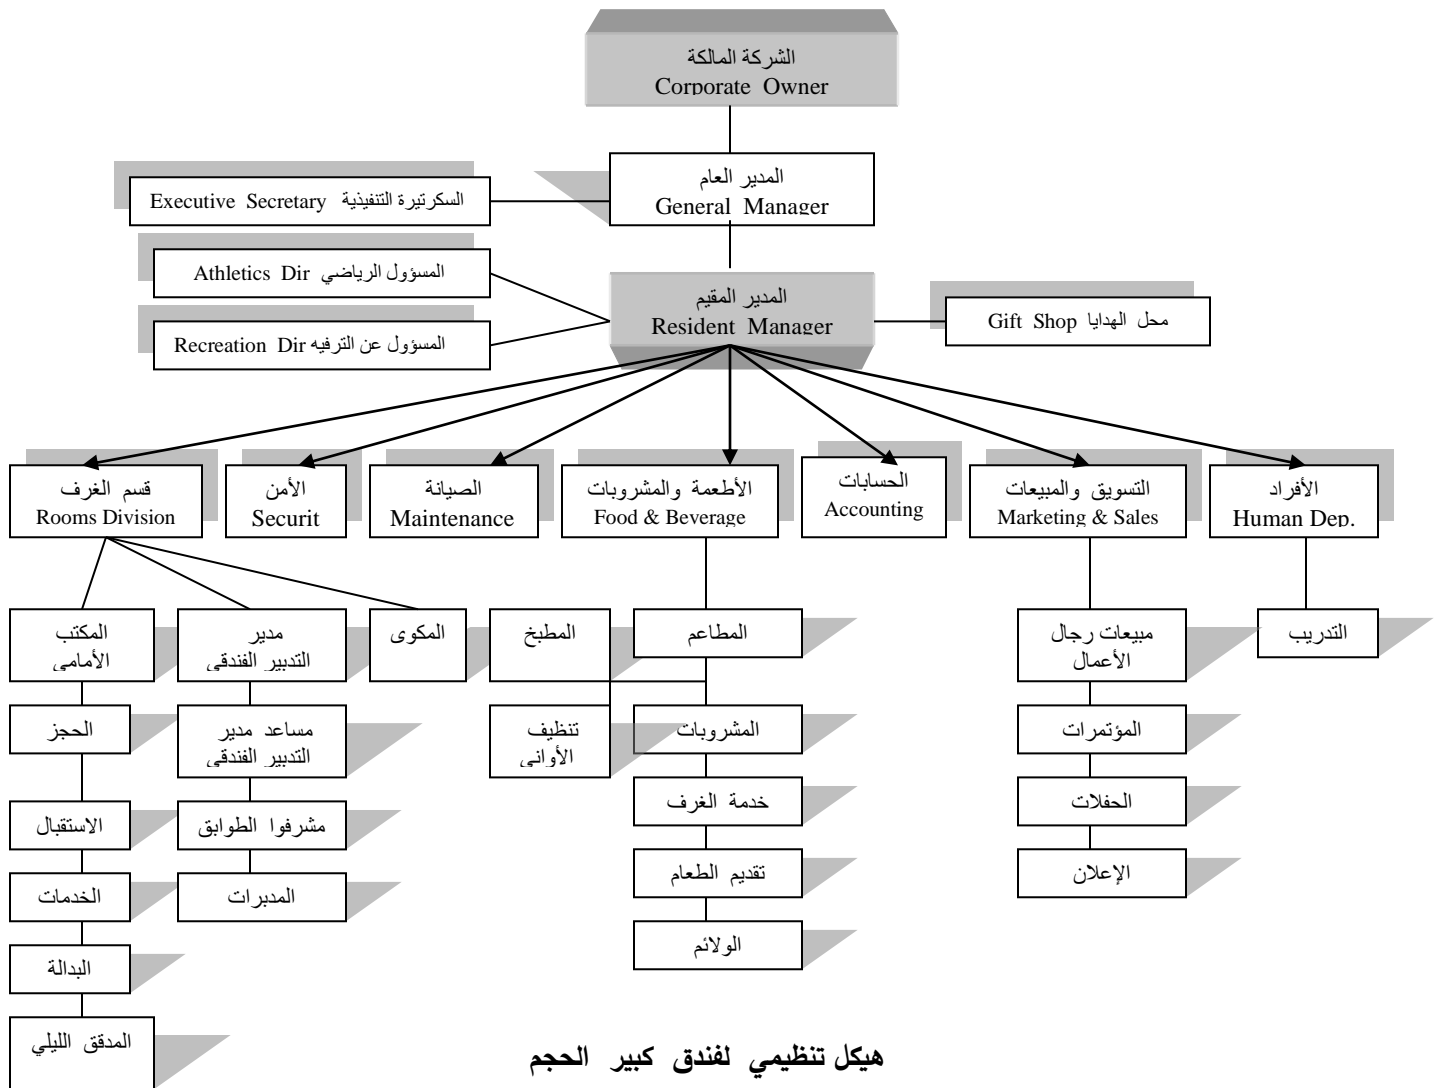 الشركة المالكة
Corporate Owner
المدير العام
General Manager
السكرتيرة التنفيذية Executive Secretary
المسؤول الرياضي Athletics Dir
المدير المقيم
Resident Manager
محل الهدايا Gift Shop
المسؤول عن الترفيه Recreation Dir
قسم الغرف
Rooms Division
الأمن
Securit
الصيانة
Maintenance
الأطعمة والمشروبات
Food & Beverage
الحسابات
Accounting
التسويق والمبيعات
Marketing & Sales
الأفراد
Human Dep.
المكتب
الأمامي
مدير
التدبير الفندقي
المكوى
المطبخ
المطاعم
مبيعات رجال
الأعمال
التدريب
الحجز
مساعد مدير
التدبير الفندقي
تنظيف
الأواني
المشروبات
المؤتمرات
الاستقبال
مشرفوا الطوابق
خدمة الغرف
الحفلات
الخدمات
المدبرات
تقديم الطعام
الإعلان
البدالة
الولائم
المدقق الليلي
هيكل تنظيمي لفندق كبير الحجم